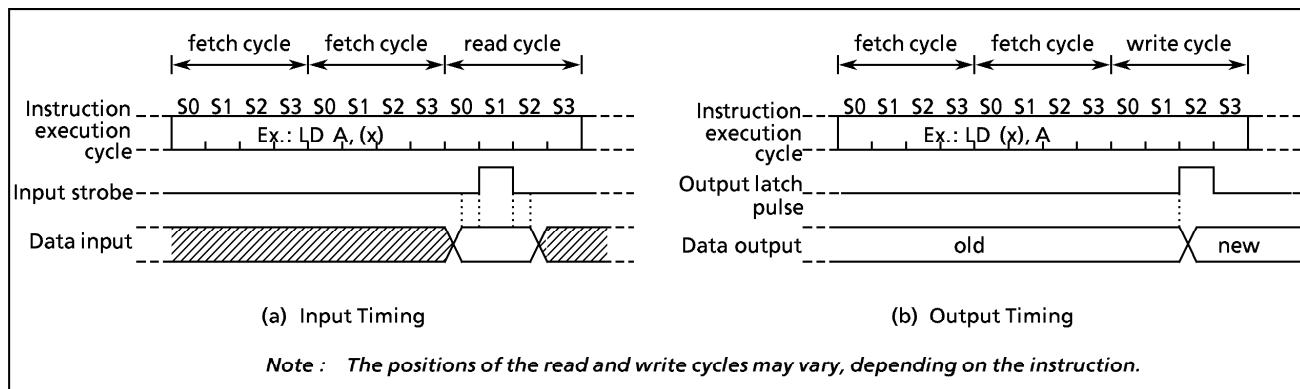 fetch cycle fetch cycle read cycle
S0 S1 S2 S3 S0 S1 S2 S3 S0 S1 S2 S3
Instruction execution cycle
Ex.: LD A, (x)
Input strobe
Data input
(a) Input Timing
fetch cycle fetch cycle write cycle
S0 S1 S2 S3 S0 S1 S2 S3 S0 S1 S2 S3
Instruction execution cycle
Ex.: LD (x), A
Output latch pulse
Data output
old
new
(b) Output Timing
Note : The positions of the read and write cycles may vary, depending on the instruction.